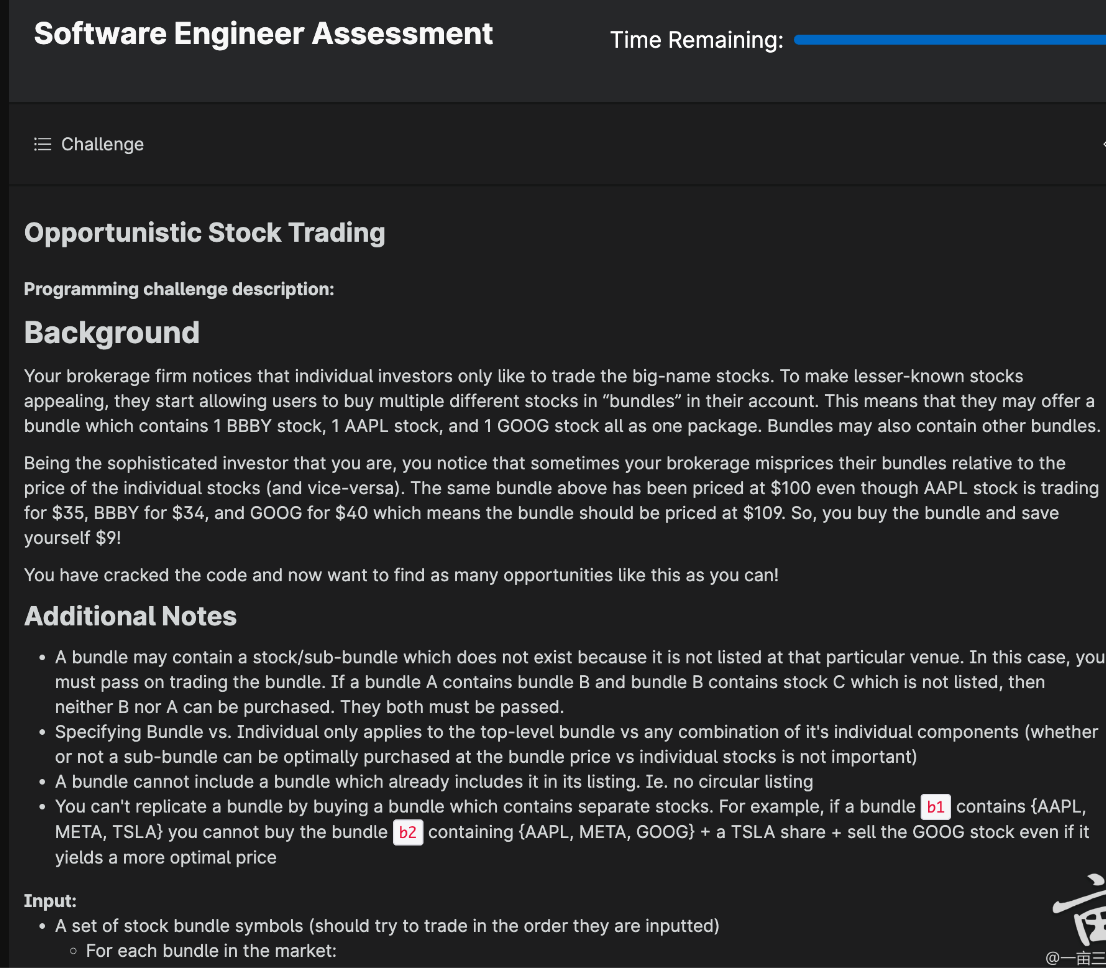 Software Engineer Assessment
Time Remaining:
Challenge
Opportunistic Stock Trading
Programming challenge description:
Background
Your brokerage firm notices that individual investors only like to trade the big-name stocks. To make lesser-known stocks
appealing, they start allowing users to buy multiple different stocks in “bundles” in their account. This means that they may offer a
bundle which contains 1 BBBY stock, 1 AAPL stock, and 1 GOOG stock all as one package. Bundles may also contain other bundles.
Being the sophisticated investor that you are, you notice that sometimes your brokerage misprices their bundles relative to the
price of the individual stocks (and vice-versa). The same bundle above has been priced at $100 even though AAPL stock is trading
for $35, BBBY for $34, and GOOG for $40 which means the bundle should be priced at $109. So, you buy the bundle and save
yourself $9!
You have cracked the code and now want to find as many opportunities like this as you can!
Additional Notes
• A bundle may contain a stock/sub-bundle which does not exist because it is not listed at that particular venue. In this case, you
must pass on trading the bundle. If a bundle A contains bundle B and bundle B contains stock C which is not listed, then
neither B nor A can be purchased. They both must be passed.
• Specifying Bundle vs. Individual only applies to the top-level bundle vs any combination of it's individual components (whether
or not a sub-bundle can be optimally purchased at the bundle price vs individual stocks is not important)
• A bundle cannot include a bundle which already includes it in its listing. Ie. no circular listing
• You can't replicate a bundle by buying a bundle which contains separate stocks. For example, if a bundle b1 contains {AAPL,
META, TSLA} you cannot buy the bundle b2 containing {AAPL, META, GOOG} + a TSLA share + sell the GOOG stock even if it
yields a more optimal price
Input:
• A set of stock bundle symbols (should try to trade in the order they are inputted)
◦ For each bundle in the market:
亩
@一亩三